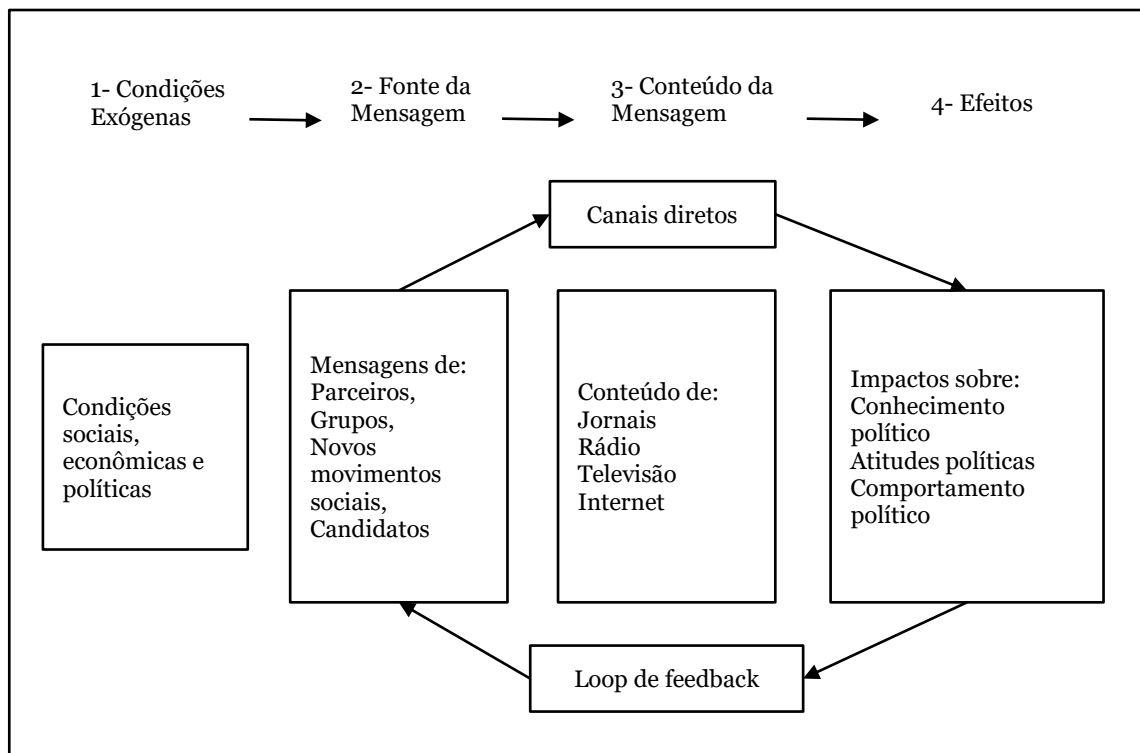 1- Condições
Exógenas
2- Fonte da
Mensagem
3- Conteúdo da
Mensagem
4- Efeitos
Canais diretos
Condições
sociais,
econômicas e
políticas
Mensagens de:
Parceiros,
Grupos,
Novos
movimentos
sociais,
Candidatos
Conteúdo de:
Jornais
Rádio
Televisão
Internet
Impactos sobre:
Conhecimento
político
Atitudes políticas
Comportamento
político
Loop de feedback